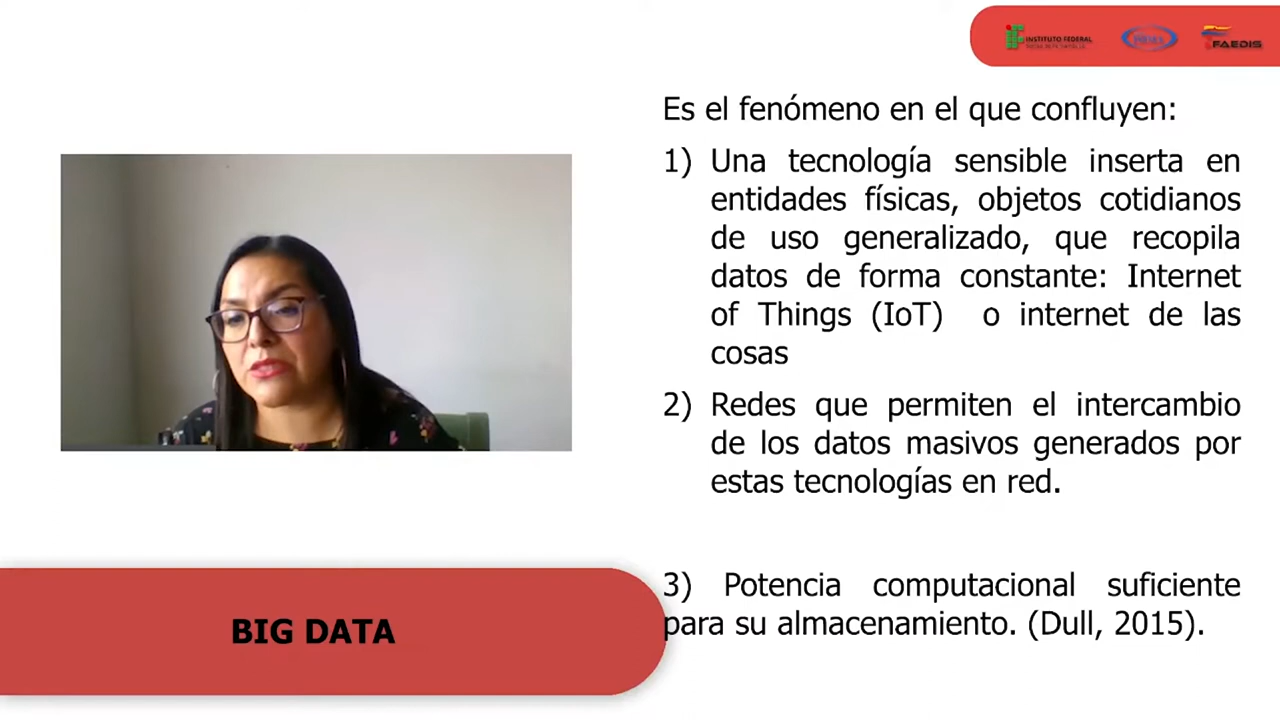 INSTITUTO FEDERAL
FAEDIS
Es el fenómeno en el que confluyen:
1) Una tecnología sensible inserta en
entidades físicas, objetos cotidianos
de uso generalizado, que recopila
datos de forma constante: Internet
of Things (IoT) o internet de las
cosas
2) Redes que permiten el intercambio
de los datos masivos generados por
estas tecnologías en red.
3) Potencia computacional suficiente
para su almacenamiento. (Dull, 2015).
BIG DATA